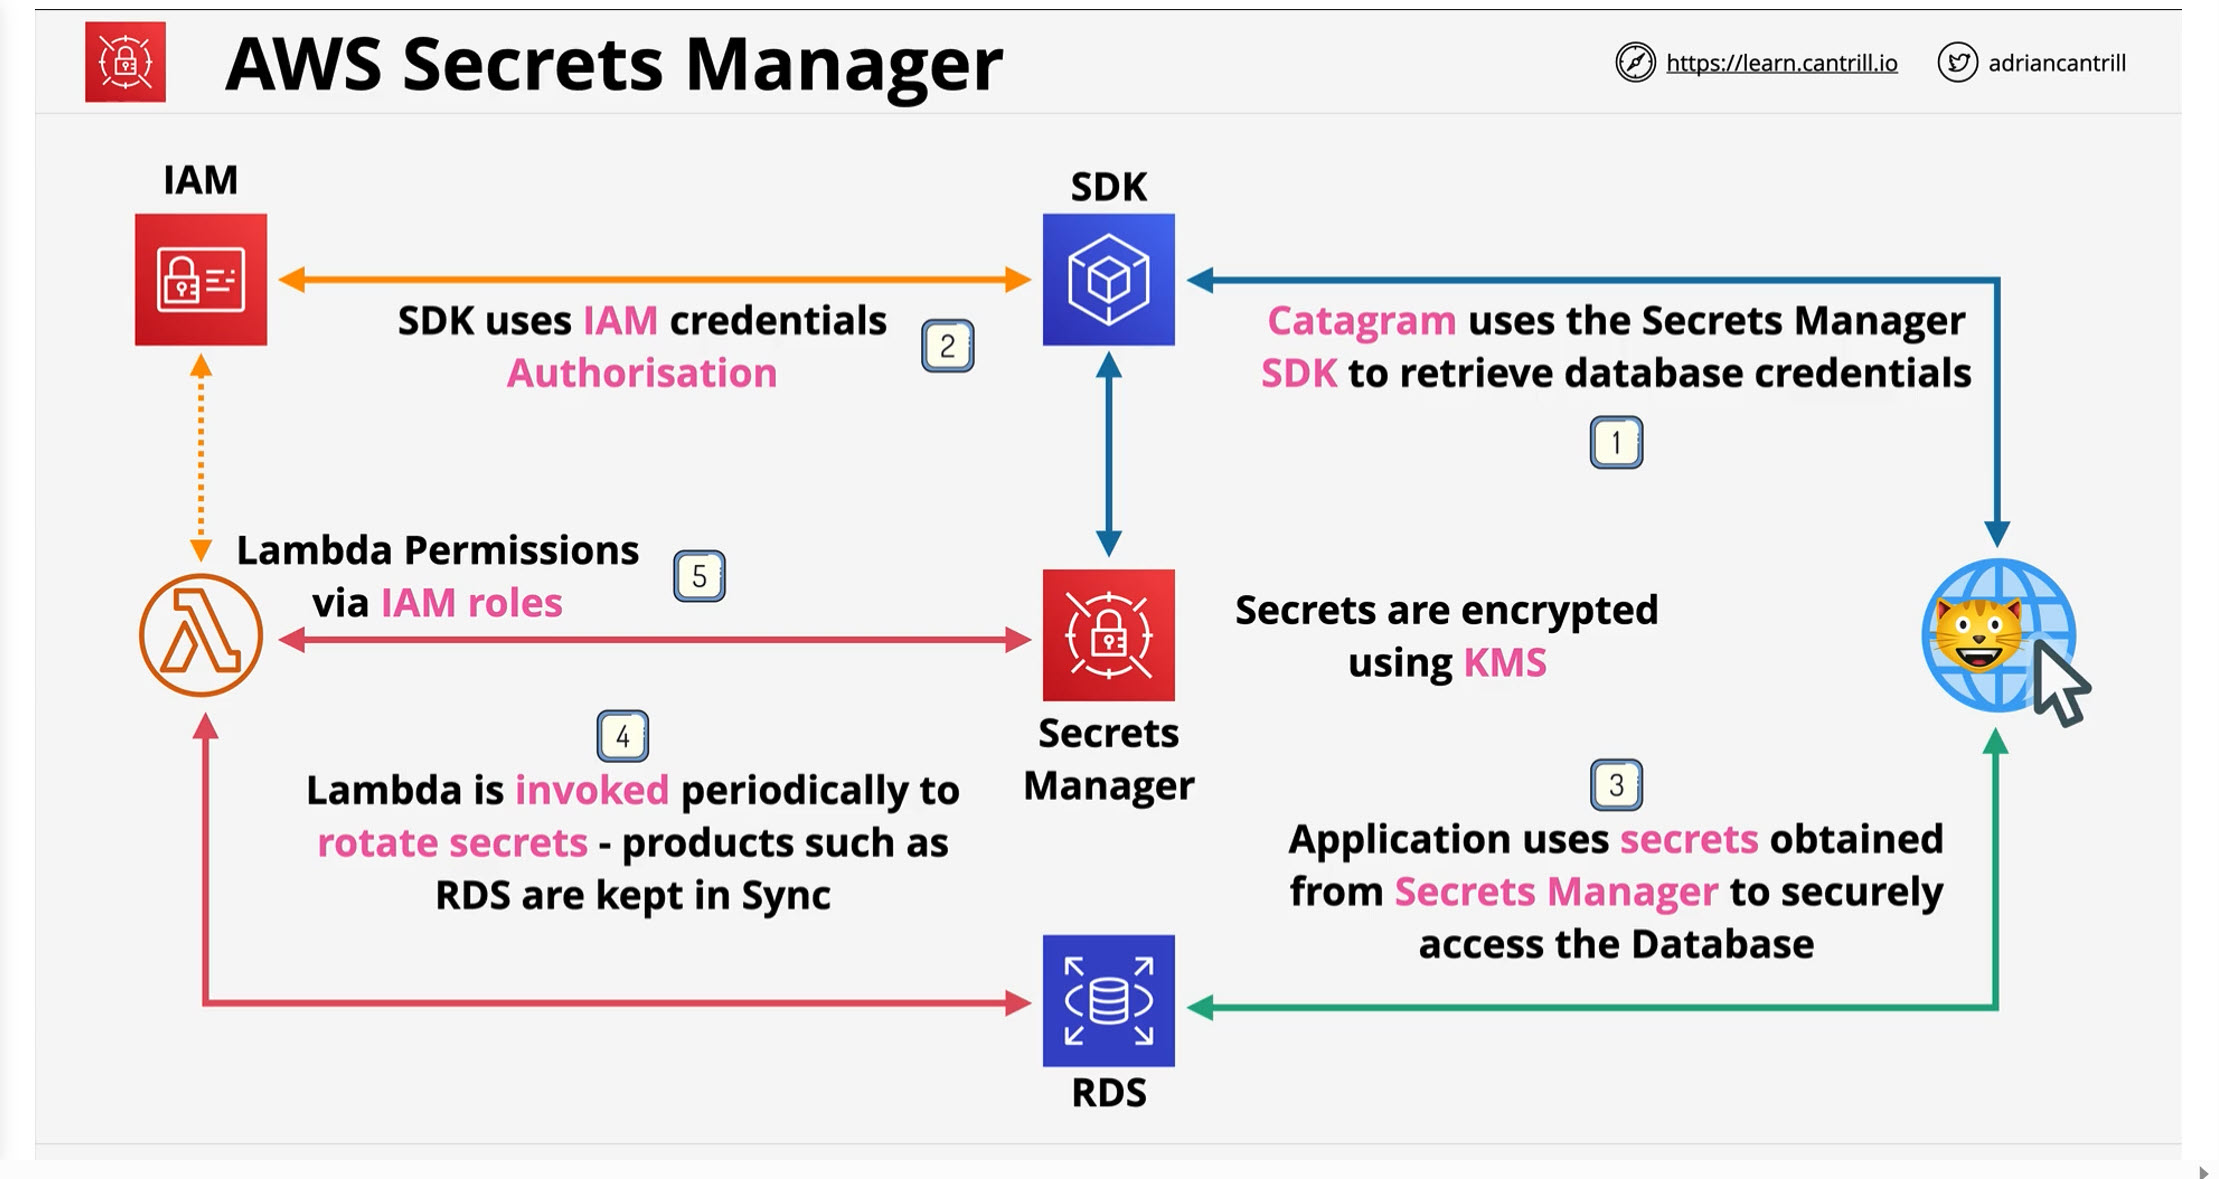 AWS Secrets Manager
https://learn.cantrill.io
adriancantrill
IAM
SDK
SDK uses IAM credentials
Authorisation
2
Catagram uses the Secrets Manager
SDK to retrieve database credentials
1
Lambda Permissions
via IAM roles
5
Secrets are encrypted
using KMS
Secrets
Manager
4
Lambda is invoked periodically to
rotate secrets - products such as
RDS are kept in Sync
3
Application uses secrets obtained
from Secrets Manager to securely
access the Database
RDS